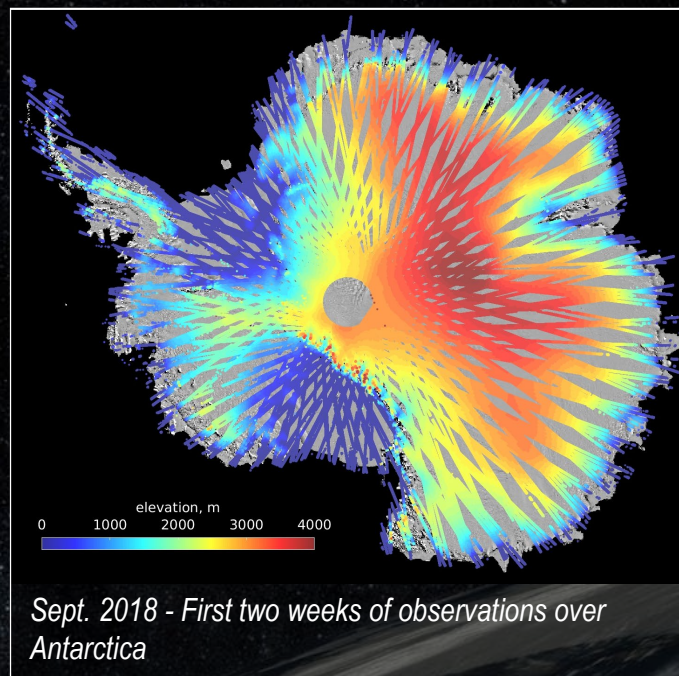 elevation, m
0 1000 2000 3000 4000
Sept. 2018 - First two weeks of observations over
Antarctica